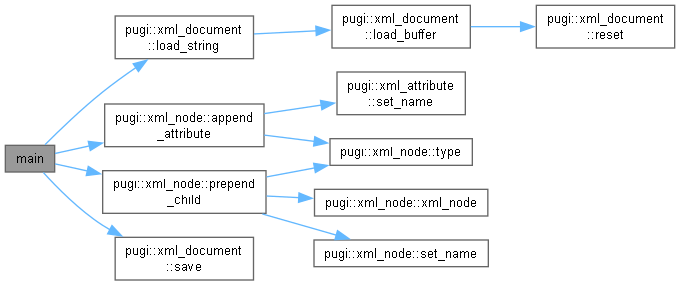 main
pugi::xml_document
::load_string
pugi::xml_document
::load_buffer
pugi::xml_document
::reset
pugi::xml_node::append
_attribute
pugi::xml_attribute
::set_name
pugi::xml_node::type
pugi::xml_node::prepend
_child
pugi::xml_node::xml_node
pugi::xml_node::set_name
pugi::xml_document
::save